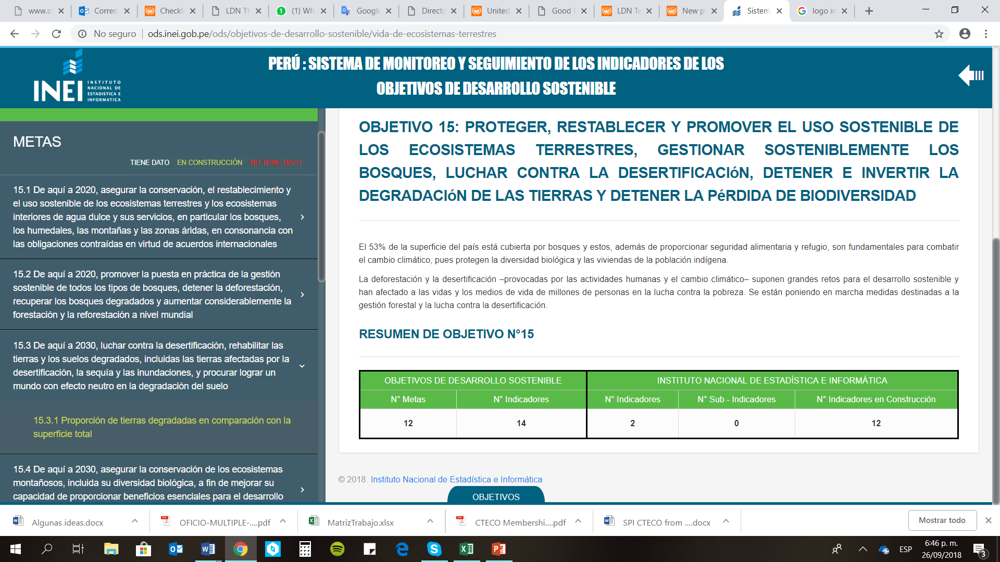 www.o
Correo
Checkl
LDN TP
(1) Wh
Google
Directo
United
Good P
LDN Ta
New p
Sistem
logo in
No seguro
ods.inei.gob.pe/ods/objetivos-de-desarrollo-sostenible/vida-de-ecosistemas-terrestres
INEI
INSTITUTO
NACIONAL DE
ESTADISTICA E
INFORMATICA
PERÚ : SISTEMA DE MONITOREO Y SEGUIMIENTO DE LOS INDICADORES DE LOS
OBJETIVOS DE DESARROLLO SOSTENIBLE
METAS
TIENE DATO EN CONSTRUCCIÓN NO TIENE DATO
15.1 De aquí a 2020, asegurar la conservación, el restablecimiento y
el uso sostenible de los ecosistemas terrestres y los ecosistemas
interiores de agua dulce y sus servicios, en particular los bosques,
los humedales, las montañas y las zonas áridas, en consonancia con
las obligaciones contraídas en virtud de acuerdos internacionales
15.2 De aquí a 2020, promover la puesta en práctica de la gestión
sostenible de todos los tipos de bosques, detener la deforestación,
recuperar los bosques degradados y aumentar considerablemente la
forestación y la reforestación a nivel mundial
15.3 De aquí a 2030, luchar contra la desertificación, rehabilitar las
tierras y los suelos degradados, incluidas las tierras afectadas por la
desertificación, la sequía y las inundaciones, y procurar lograr un
mundo con efecto neutro en la degradación del suelo
15.3.1 Proporción de tierras degradadas en comparación con la
superficie total
15.4 De aquí a 2030, asegurar la conservación de los ecosistemas
montañosos, incluida su diversidad biológica, a fin de mejorar su
capacidad de proporcionar beneficios esenciales para el desarrollo
OBJETIVO 15: PROTEGER, RESTABLECER Y PROMOVER EL USO SOSTENIBLE DE
LOS ECOSISTEMAS TERRESTRES, GESTIONAR SOSTENIBLEMENTE LOS
BOSQUES, LUCHAR CONTRA LA DESERTIFICACIóN, DETENER E INVERTIR LA
DEGRADACIóN DE LAS TIERRAS Y DETENER LA PéRDIDA DE BIODIVERSIDAD
El 53% de la superficie del país está cubierta por bosques y estos, además de proporcionar seguridad alimentaria y refugio, son fundamentales para combatir
el cambio climático, pues protegen la diversidad biológica y las viviendas de la población indígena.
La deforestación y la desertificación –provocadas por las actividades humanas y el cambio climático– suponen grandes retos para el desarrollo sostenible y
han afectado a las vidas y los medios de vida de millones de personas en la lucha contra la pobreza. Se están poniendo en marcha medidas destinadas a la
gestión forestal y la lucha contra la desertificación.
RESUMEN DE OBJETIVO N°15
OBJETIVOS DE DESARROLLO SOSTENIBLE INSTITUTO NACIONAL DE ESTADÍSTICA E INFORMÁTICA
N° Metas N° Indicadores N° Indicadores N° Sub - Indicadores N° Indicadores en Construcción
12 14 2 0 12
© 2018. Instituto Nacional de Estadística e Informática
OBJETIVOS
Algunas ideas.docx
OFICIO-MULTIPLE-....pdf
MatrizTrabajo.xlsx
CTECO Membershi....pdf
SPI CTECO from ....docx
Mostrar todo
ESP
6:46 p. m.
26/09/2018
3